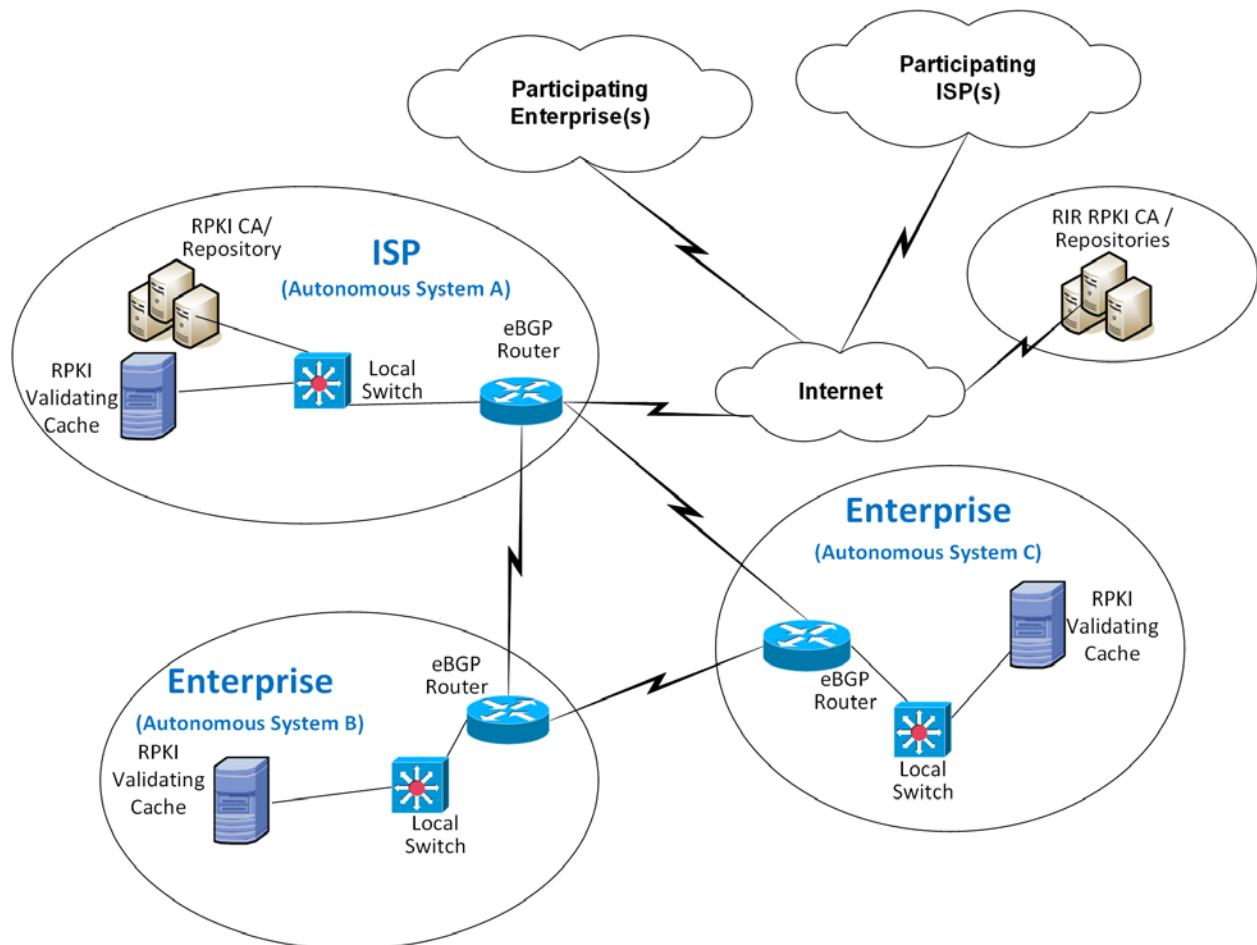 Participating
Enterprise(s)
Participating
ISP(s)
RPKI CA/
Repository
ISP
(Autonomous System A)
RIR RPKI CA /
Repositories
eBGP
Router
RPKI
Validating
Cache
Local
Switch
Internet
Enterprise
(Autonomous System C)
RPKI
Validating
Cache
eBGP
Router
Local
Switch
Enterprise
(Autonomous System B)
eBGP
Router
RPKI
Validating
Cache
Local
Switch